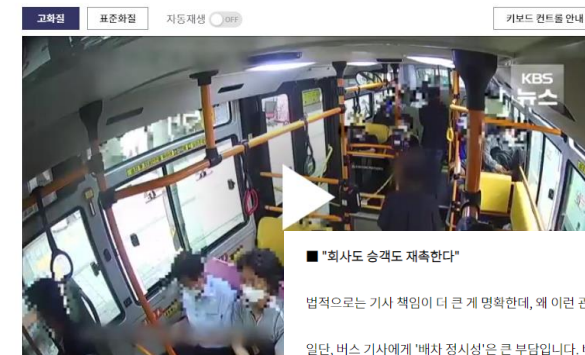 고화질 표준화질 자동재생 OFF 키보드 컨트롤 안내
KBS
뉴스
■ "회사도 승객도 재촉한다"
법적으로는 기사 책임이 더 큰 게 명확한데, 왜 이런
일단, 버스 기사에게 '배차 정시성'은 큰 부담입니다.